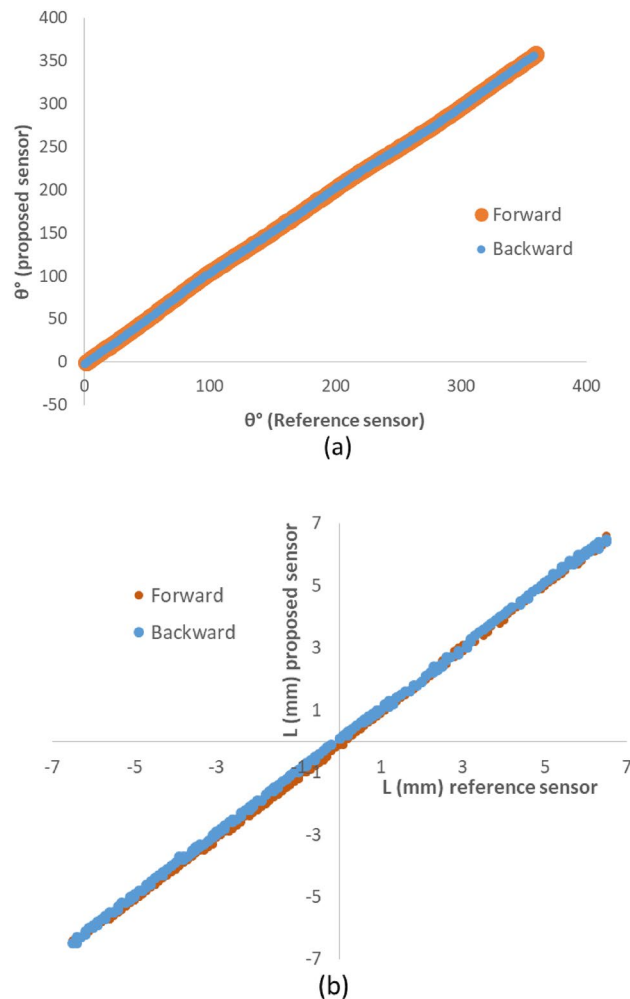 400
350
300
250
200
150
100
50
0
-50
θ° (proposed sensor)
Forward
Backward
0 100 200 300 400
θ° (Reference sensor)
(a)
7
5
3
1
-1
-3
-5
-7
L (mm) proposed sensor
Forward
Backward
-7 -5 -3 -1 1 3 5 7
L (mm) reference sensor
(b)